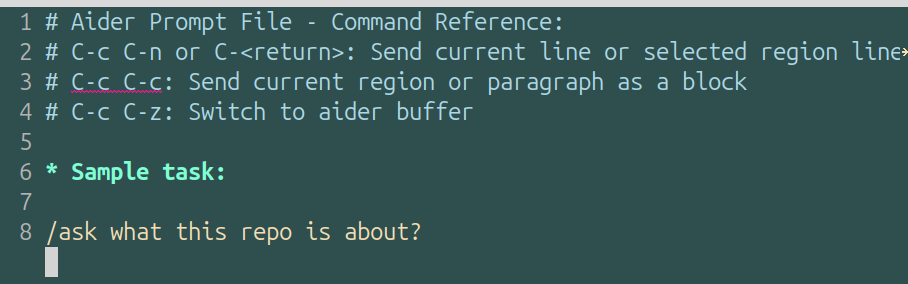 1 # Aider Prompt File - Command Reference:
2 # C-c C-n or C-<return>: Send current line or selected region line
3 # C-c C-c: Send current region or paragraph as a block
4 # C-c C-z: Switch to aider buffer
5
6 * Sample task:
7
8 /ask what this repo is about?